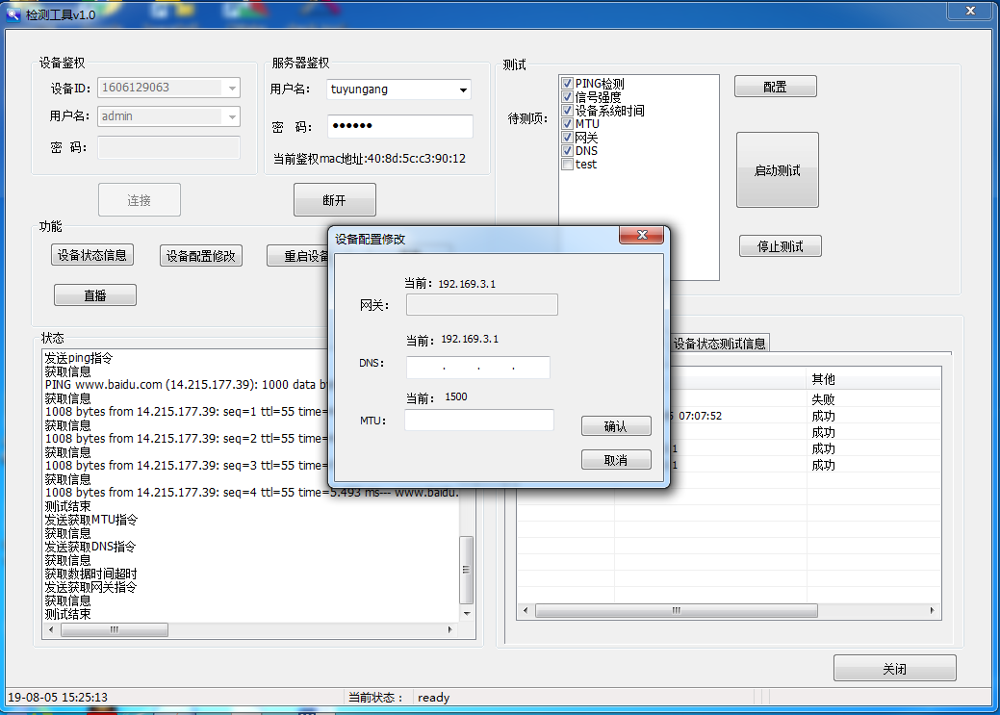 检测工具v1.0
设备鉴权
设备ID:
1606129063
用户名:
admin
密 码:
连接
服务器鉴权
用户名:
tuyungang
密 码:
●●●●●●
当前鉴权mac地址:40:8d:5c:c3:90:12
断开
测试
待测项:
PING检测
信号强度
设备系统时间
MTU
网关
DNS
test
配置
启动测试
停止测试
功能
设备状态信息
设备配置修改
重启设备
直播
设备配置修改
当前: 192.169.3.1
网关:
当前: 192.169.3.1
DNS:
. . .
当前: 1500
MTU:
确认
取消
状态
发送ping指令
获取信息
PING www.baidu.com (14.215.177.39): 1000 data b
获取信息
1008 bytes from 14.215.177.39: seq=1 ttl=55 time=
获取信息
1008 bytes from 14.215.177.39: seq=2 ttl=55 time=
获取信息
1008 bytes from 14.215.177.39: seq=3 ttl=55 time=
获取信息
1008 bytes from 14.215.177.39: seq=4 ttl=55 time=5.493 ms--- www.baidu.
测试结束
发送获取MTU指令
获取信息
发送获取DNS指令
获取信息
获取数据时间超时
发送获取网关指令
获取信息
测试结束
设备状态测试信息
其他
失败
07:07:52 成功
成功
1 成功
1 成功
关闭
19-08-05 15:25:13
当前状态: ready